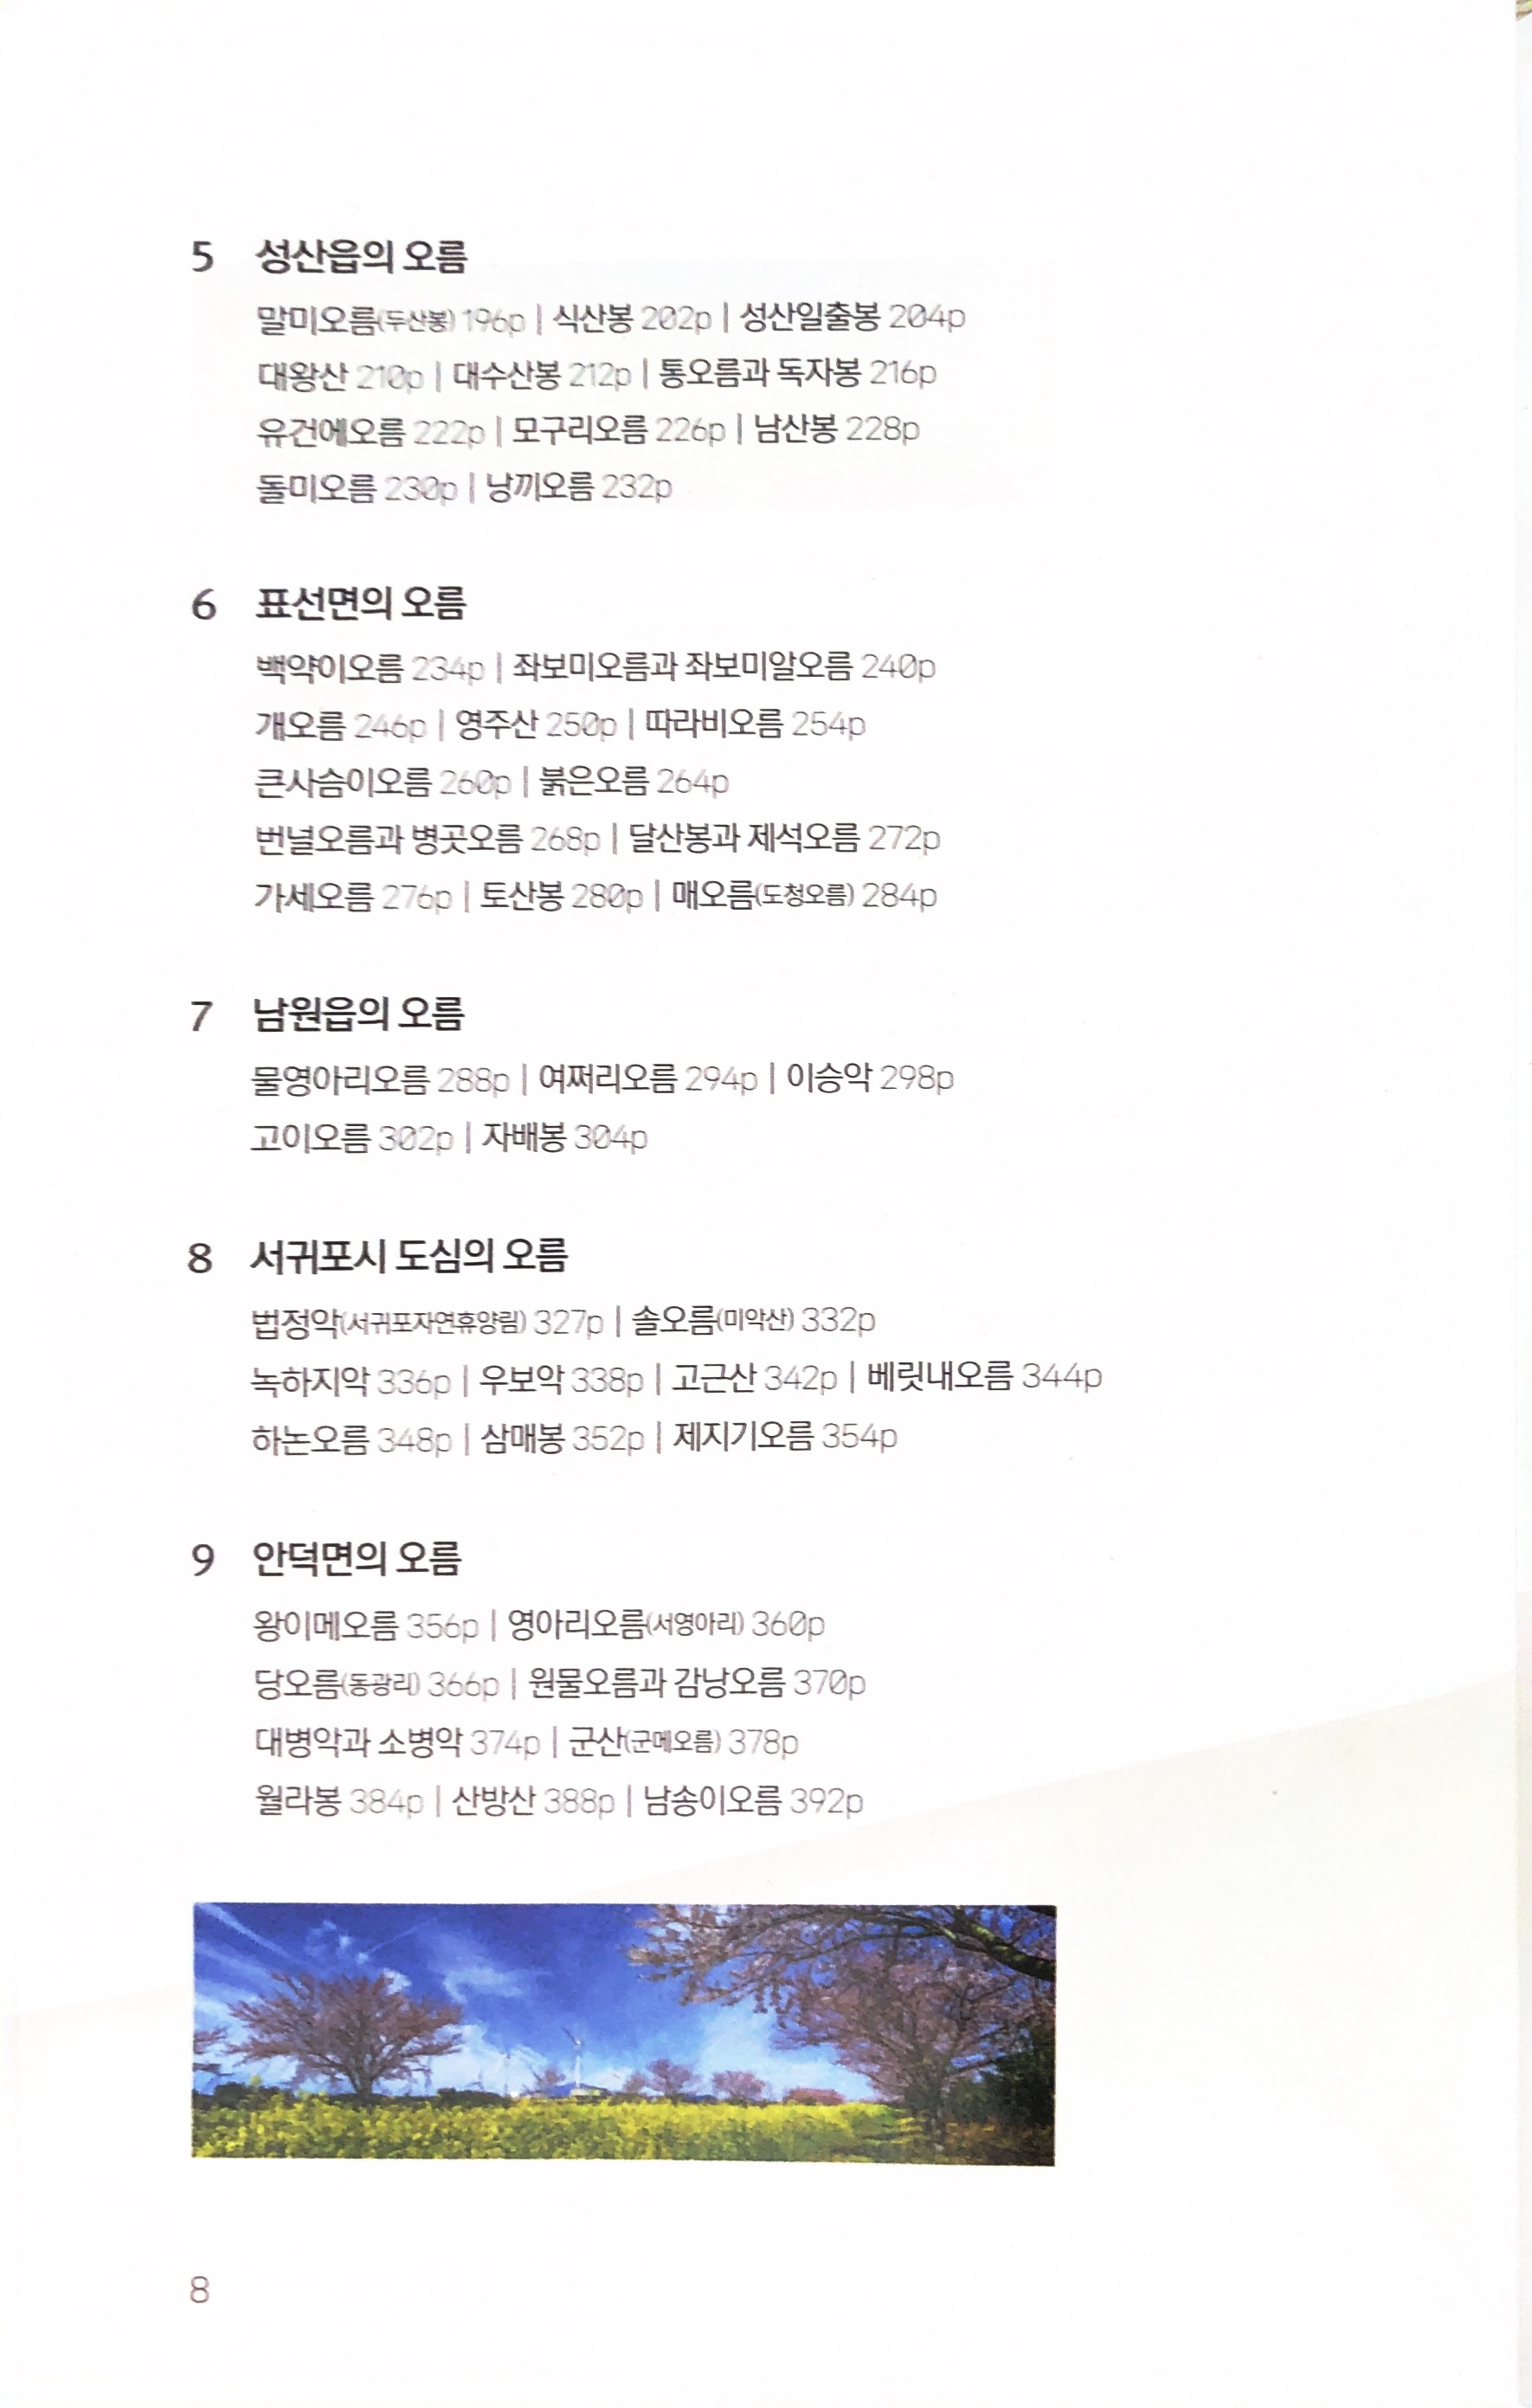 5 성산읍의 오름
말미오름(두산봉) 196p | 식산봉 202p | 성산일출봉 204p
대왕산 210p | 대수산봉 212p | 통오름과 독자봉 216p
유건에오름 222p | 모구리오름 226p | 남산봉 228p
돌미오름 230p | 낭끼오름 232p
6 표선면의 오름
백약이오름 234p | 좌보미오름과 좌보미알오름 240p
개오름 246p | 영주산 250p | 따라비오름 254p
큰사슴이오름 260p | 붉은오름 264p
번널오름과 병곳오름 268p | 달산봉과 제석오름 272p
가세오름 276p | 토산봉 280p | 매오름(도청오름) 284p
7 남원읍의 오름
물영아리오름 288p | 여쩌리오름 294p | 이승악 298p
고이오름 302p | 자배봉 304p
8 서귀포시 도심의 오름
법정악(서귀포자연휴양림) 327p | 솔오름(미악산) 332p
녹하지악 336p | 우보악 338p | 고근산 342p | 베릿내오름 344p
하논오름 348p | 삼매봉 352p | 제지기오름 354p
9 안덕면의 오름
왕이메오름 356p | 영아리오름(서영아리) 360p
당오름(동광리) 366p | 원물오름과 감낭오름 370p
대병악과 소병악 374p | 군산(군메오름) 378p
월라봉 384p | 산방산 388p | 남송이오름 392p
8